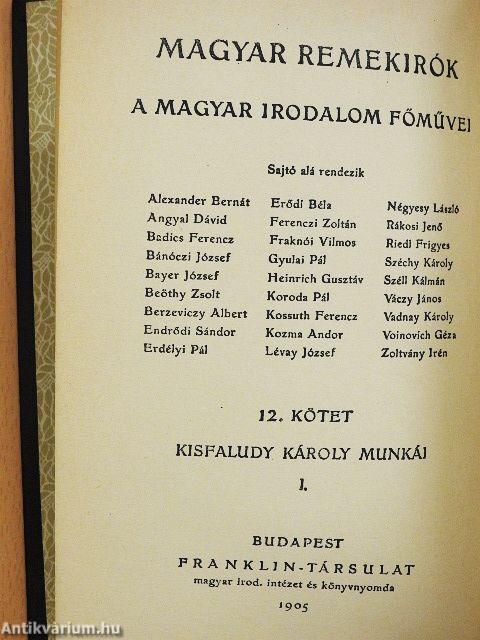 MAGYAR REMEKIRÓK
A MAGYAR IRODALOM FŐMŰVEI
Sajtó alá rendezik
Alexander Bernát
Angyal Dávid
Badics Ferencz
Bánóczi József
Bayer József
Beöthy Zsolt
Berzeviczy Albert
Endrődi Sándor
Erdélyi Pál
Erődi Béla
Ferenczi Zoltán
Fraknói Vilmos
Gyulai Pál
Heinrich Gusztáv
Koroda Pál
Kossuth Ferencz
Kozma Andor
Lévay József
Négyesy László
Rákosi Jenő
Riedl Frigyes
Széchy Károly
Széll Kálmán
Váczy János
Vadnay Károly
Voinovich Géza
Zoltvány Irén
12. KÖTET
KISFALUDY KÁROLY MUNKÁI
I.
BUDAPEST
FRANKLIN-TÁRSULAT
magyar irod. intézet és könyvnyomda
1905
Antikvárium.hu